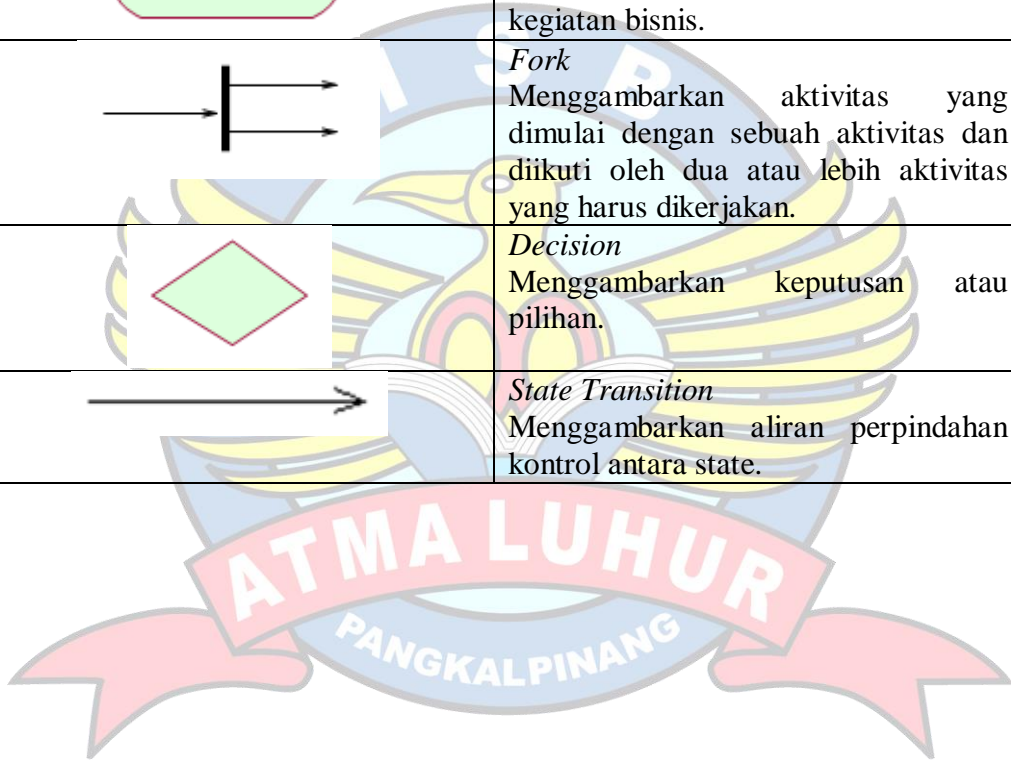 kegiatan bisnis.
Fork
Menggambarkan aktivitas yang
dimulai dengan sebuah aktivitas dan
diikuti oleh dua atau lebih aktivitas
yang harus dikerjakan.
Decision
Menggambarkan keputusan atau
pilihan.
State Transition
Menggambarkan aliran perpindahan
kontrol antara state.
ISB
ATMA LUHUR
PANGKALPINANG